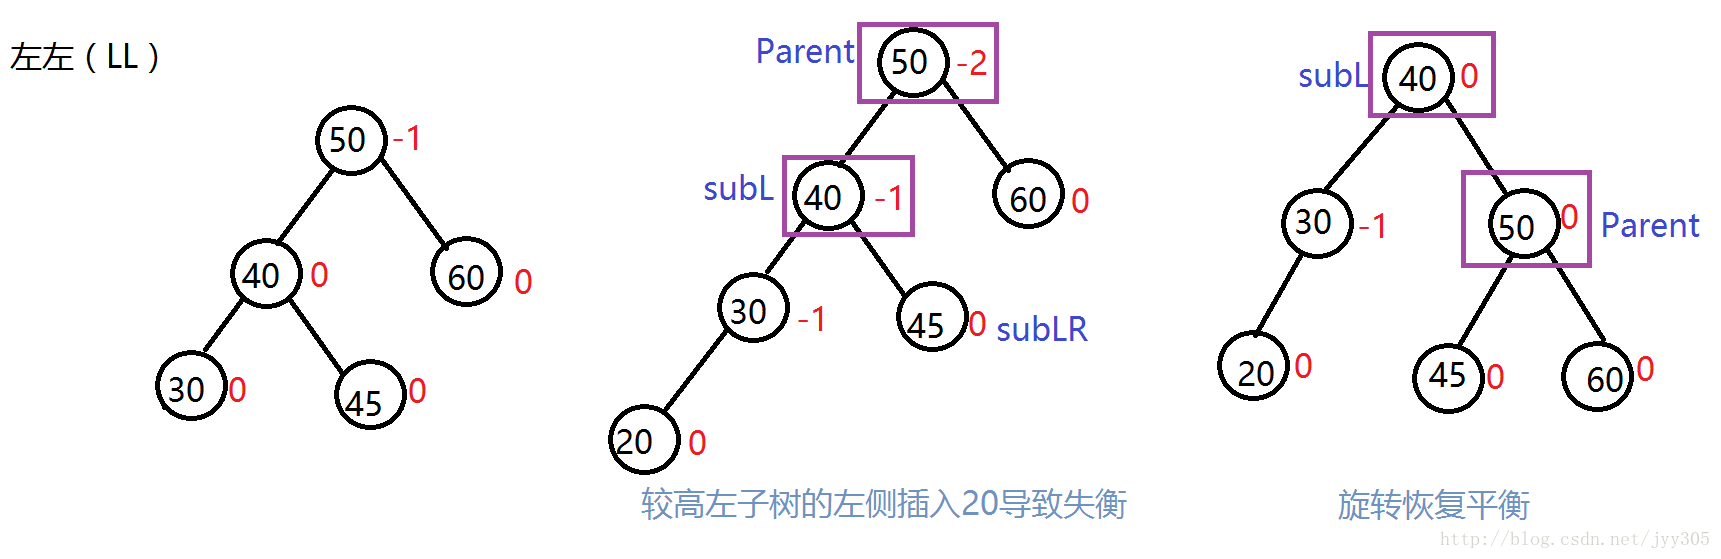 左左（LL）
50 -1
40 0
60 0
30 0
45 0
Parent 50 -2
subL 40 -1
60 0
30 -1
45 0 subLR
20 0
较高左子树的左侧插入20导致失衡
subL 40 0
30 -1
50 0 Parent
20 0
45 0
60 0
旋转恢复平衡
http://blog.csdn.net/jyy305